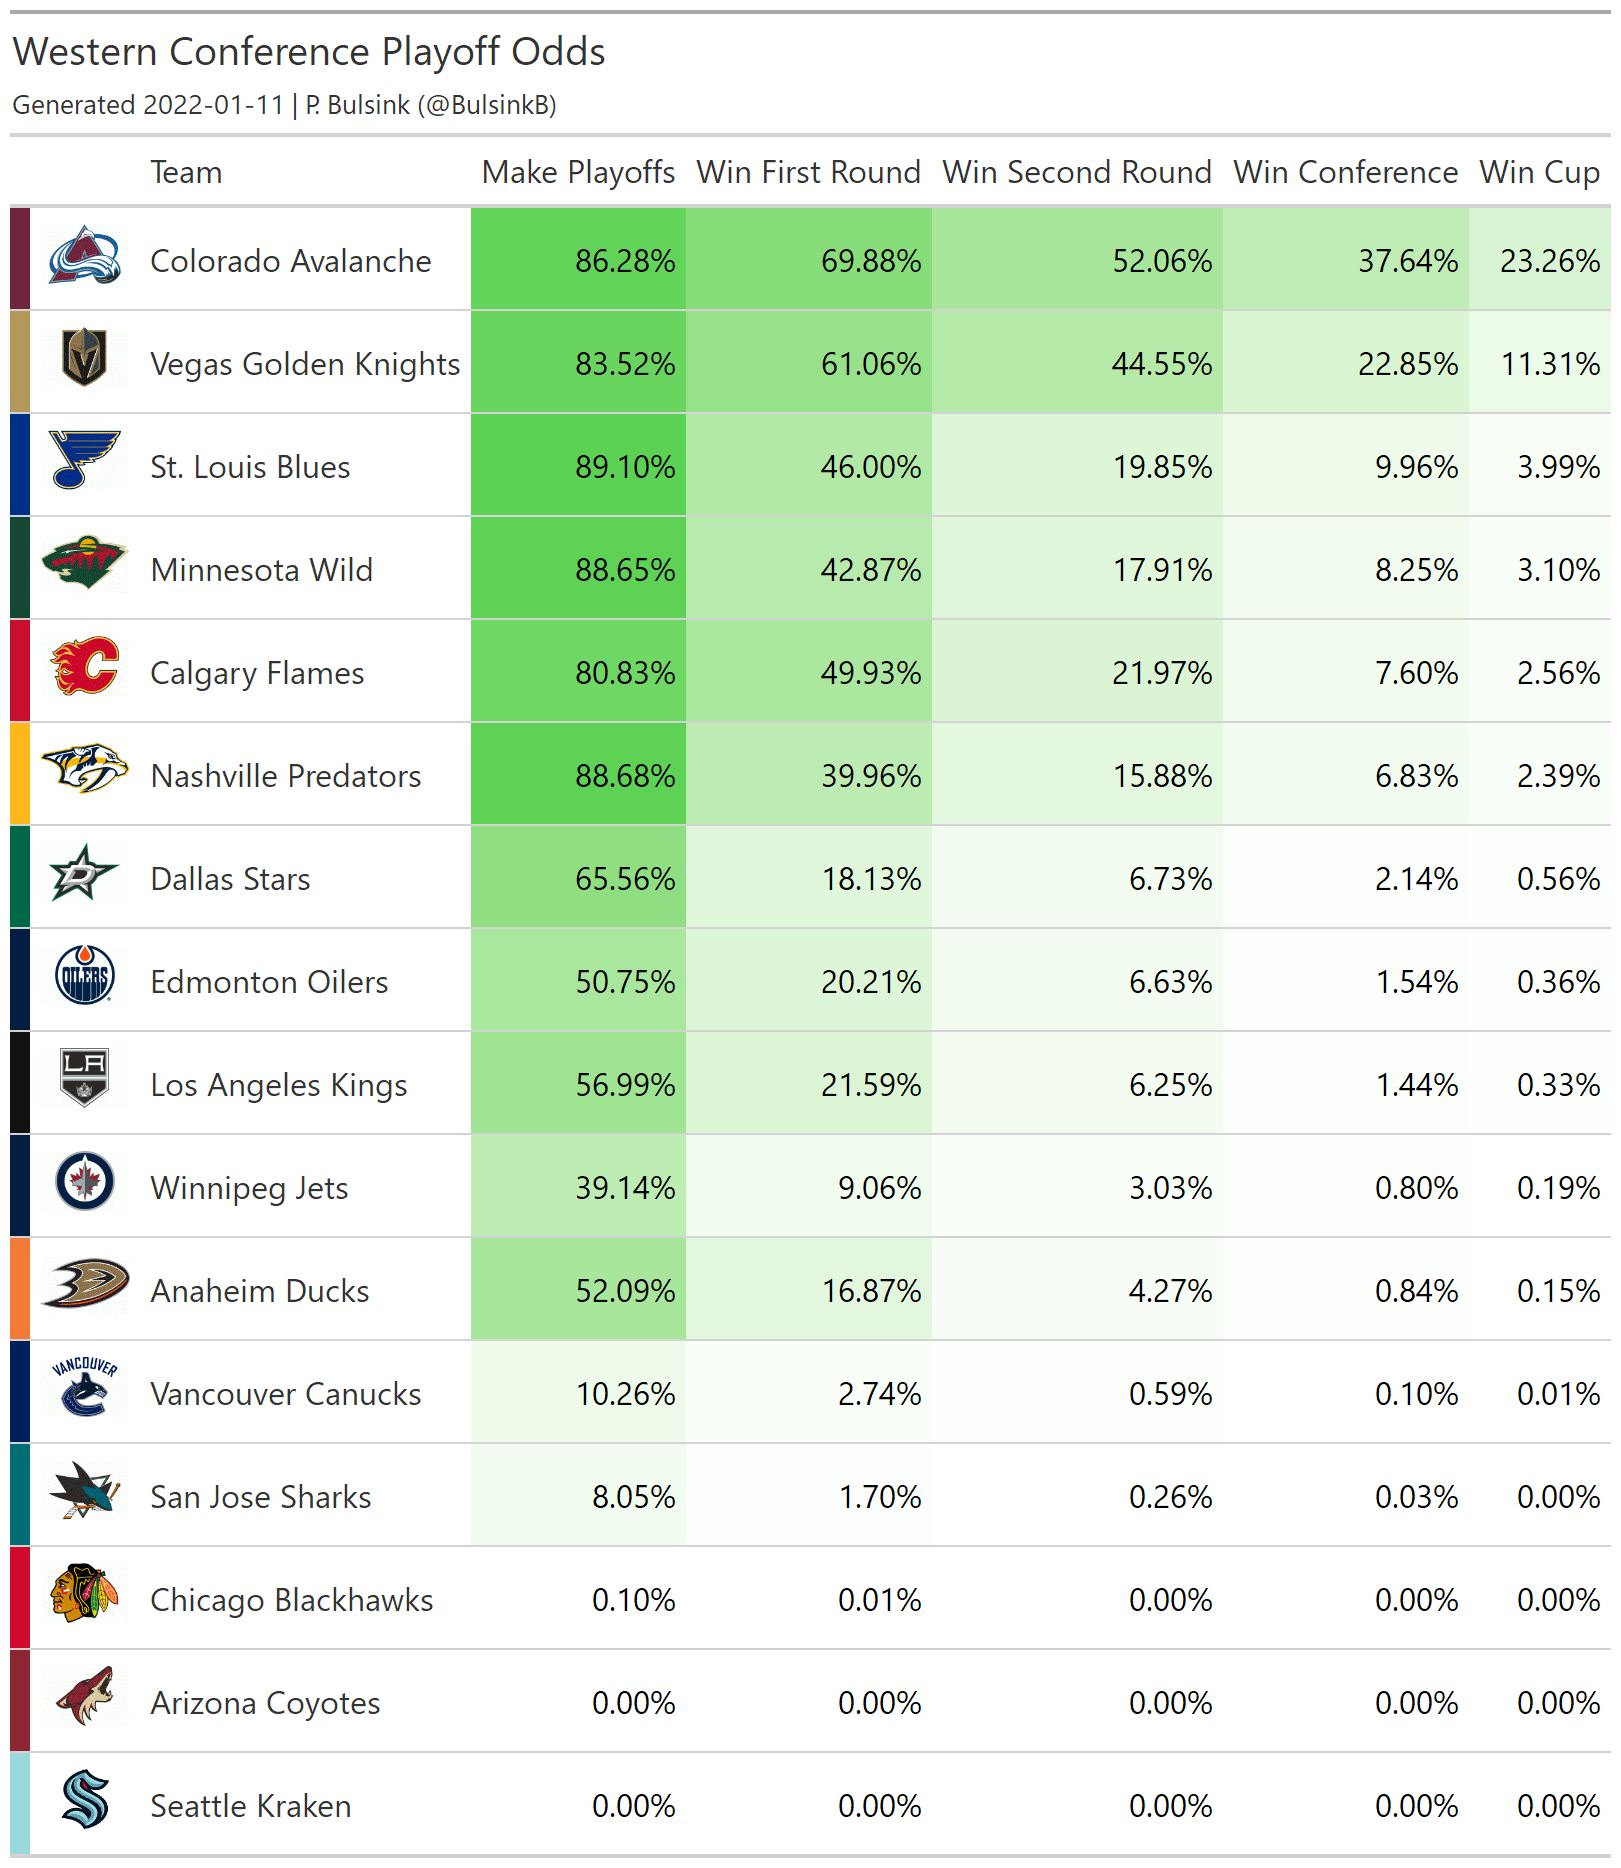 Western Conference Playoff Odds
Generated 2022-01-11 | P. Bulsink (@BulsinkB)
Team Make Playoffs Win First Round Win Second Round Win Conference Win Cup
Colorado Avalanche 86.28% 69.88% 52.06% 37.64% 23.26%
Vegas Golden Knights 83.52% 61.06% 44.55% 22.85% 11.31%
St. Louis Blues 89.10% 46.00% 19.85% 9.96% 3.99%
Minnesota Wild 88.65% 42.87% 17.91% 8.25% 3.10%
Calgary Flames 80.83% 49.93% 21.97% 7.60% 2.56%
Nashville Predators 88.68% 39.96% 15.88% 6.83% 2.39%
Dallas Stars 65.56% 18.13% 6.73% 2.14% 0.56%
OILERS Edmonton Oilers 50.75% 20.21% 6.63% 1.54% 0.36%
LA Los Angeles Kings 56.99% 21.59% 6.25% 1.44% 0.33%
Winnipeg Jets 39.14% 9.06% 3.03% 0.80% 0.19%
Anaheim Ducks 52.09% 16.87% 4.27% 0.84% 0.15%
VANCOUVER Vancouver Canucks 10.26% 2.74% 0.59% 0.10% 0.01%
San Jose Sharks 8.05% 1.70% 0.26% 0.03% 0.00%
Chicago Blackhawks 0.10% 0.01% 0.00% 0.00% 0.00%
Arizona Coyotes 0.00% 0.00% 0.00% 0.00% 0.00%
Seattle Kraken 0.00% 0.00% 0.00% 0.00% 0.00%